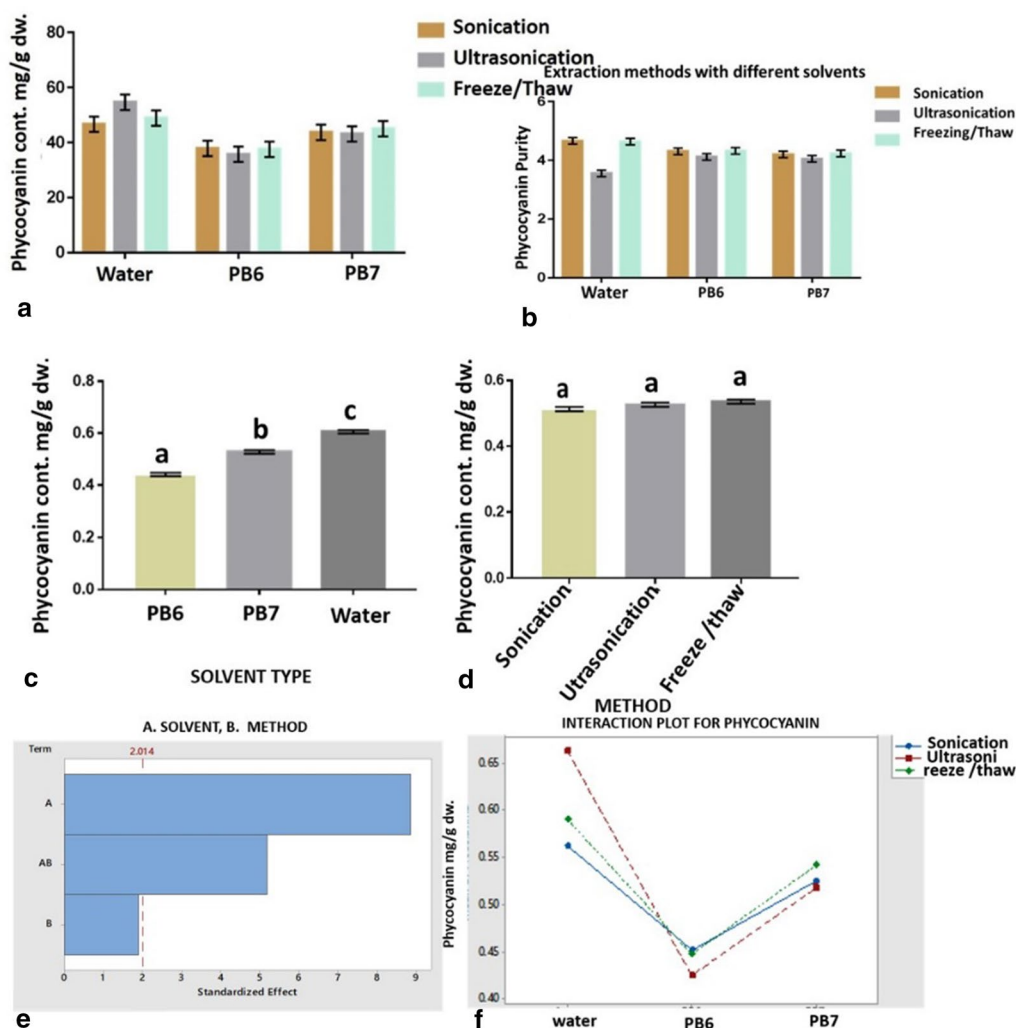 Phycocyanin cont. mg/g dw.
80
60
40
20
0
Water
PB6
PB7
Sonication
Ultrasonication
Freeze/Thaw
a
Extraction methods with different solvents
Phycocyanin Purity
6
4
2
0
Water
PB6
PB7
Sonication
Ultrasonication
Freezing/Thaw
b
Phycocyanin cont. mg/g dw.
0.8
0.6
0.4
0.2
0.0
a
b
c
PB6
PB7
Water
SOLVENT TYPE
c
Phycocyanin cont. mg/g dw.
0.6
0.4
0.2
0.0
a
a
a
Sonication
Utrasonication
Freeze /thaw
METHOD
d
A. SOLVENT, B. METHOD
Term
2.014
A
AB
B
0 1 2 3 4 5 6 7 8 9
Standardized Effect
e
INTERACTION PLOT FOR PHYCOCYANIN
Phycocyanin mg/g dw.
0.65
0.60
0.55
0.50
0.45
0.40
water
PB6
PB7
Sonication
Ultrasoni
reeze /thaw
f